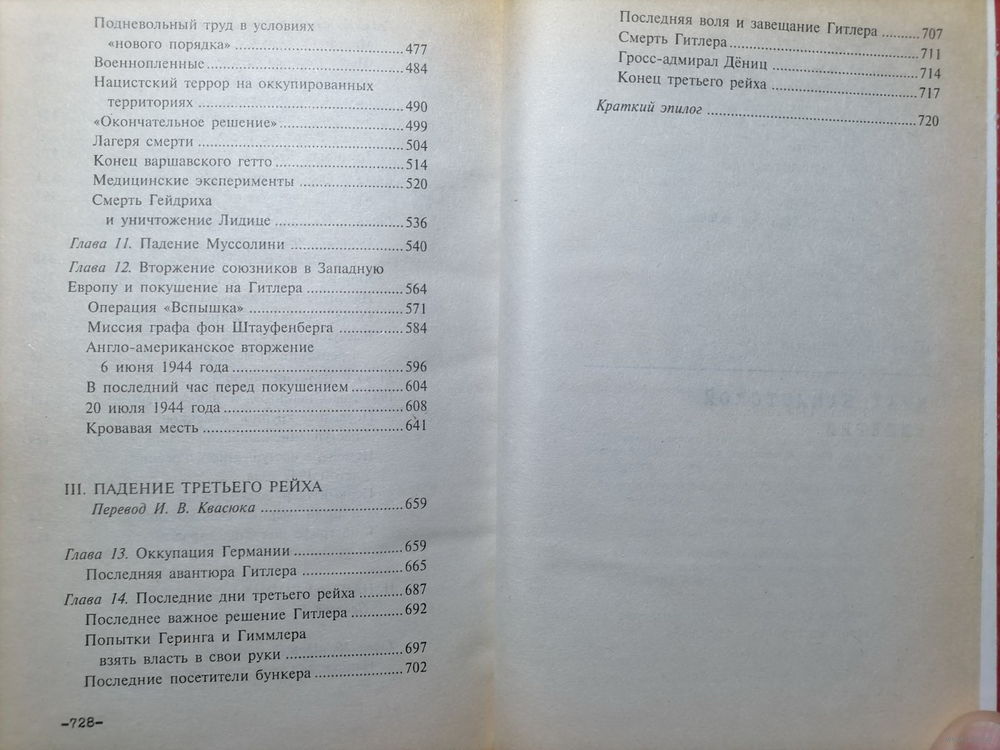 Подневольный труд в условиях
«нового порядка» ........ 477
Военнопленные ........ 484
Нацистский террор на оккупированных
территориях ........ 490
«Окончательное решение» ........ 499
Лагеря смерти ........ 504
Конец варшавского гетто ........ 514
Медицинские эксперименты ........ 520
Смерть Гейдриха
и уничтожение Лидице ........ 536
Глава 11. Падение Муссолини ........ 540
Глава 12. Вторжение союзников в Западную
Европу и покушение на Гитлера ........ 564
Операция «Вспышка» ........ 571
Миссия графа фон Штауфенберга ........ 584
Англо-американское вторжение
6 июня 1944 года ........ 596
В последний час перед покушением ........ 604
20 июля 1944 года ........ 608
Кровавая месть ........ 641
III. ПАДЕНИЕ ТРЕТЬЕГО РЕЙХА
Перевод И. В. Квасюка ........ 659
Глава 13. Оккупация Германии ........ 659
Последняя авантюра Гитлера ........ 665
Глава 14. Последние дни третьего рейха ........ 687
Последнее важное решение Гитлера ........ 692
Попытки Геринга и Гиммлера
взять власть в свои руки ........ 697
Последние посетители бункера ........ 702
–728–
Последняя воля и завещание Гитлера ........ 707
Смерть Гитлера ........ 711
Гросс-адмирал Дёниц ........ 714
Конец третьего рейха ........ 717
Краткий эпилог ........ 720